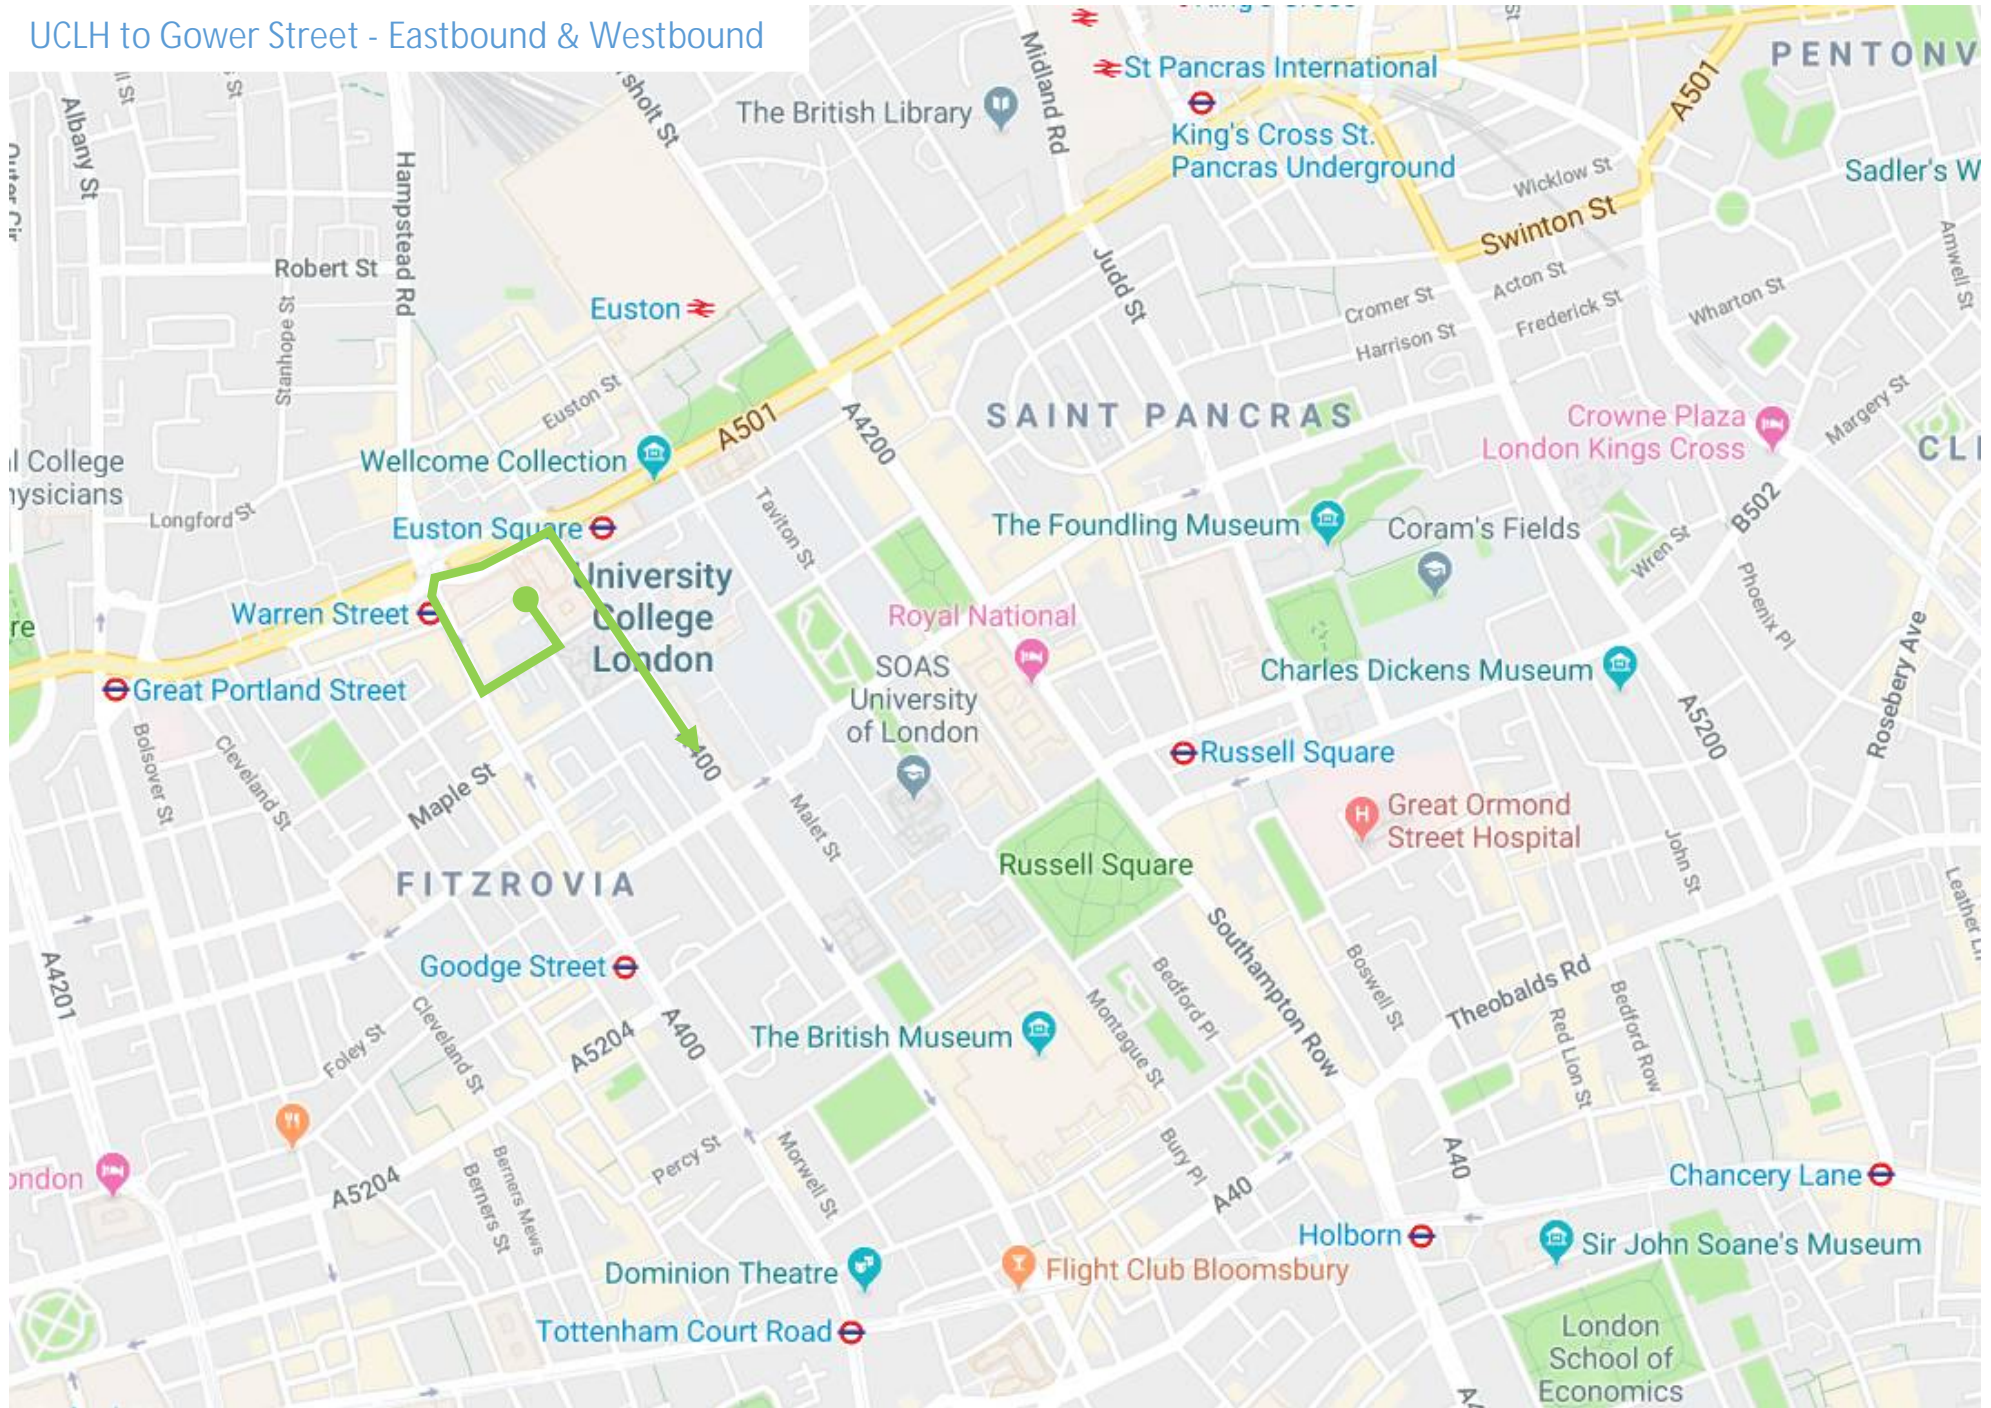 UCLH to Gower Street - Eastbound & Westbound
PENTONV
St Pancras International
The British Library
Midland Rd
King's Cross St.
Pancras Underground
A501
Albany St
Hampstead Rd
Wicklow St
Sadler's W
Swinton St
Amwell St
Robert St
Judd St
Acton St
Stanhope St
Euston
Cromer St
Frederick St
Wharton St
Harrison St
Euston St
A501
A4200
SAINT PANCRAS
Crowne Plaza
London Kings Cross
Margery St
CLI
l College
hysicians
Wellcome Collection
Longford St
Euston Square
Taviton St
The Foundling Museum
Coram's Fields
B502
Wren St
University
College
London
Warren Street
re
Royal National
Phoenix Pl
SOAS
University
of London
Charles Dickens Museum
Rosebery Ave
Great Portland Street
A5200
Bolsover St
Cleveland St
Maple St
400
Russell Square
Malet St
Great Ormond
Street Hospital
John St
Russell Square
FITZROVIA
Leather L
Southampton Row
Goodge Street
A4201
Boswell St
Theobalds Rd
Bedford Pl
Bedford Row
Red Lion St
Cleveland St
Foley St
A5204
A400
The British Museum
Montague St
Percy St
Morwell St
Bury Pl
A40
A40
ondon
A5204
Berners St
Berners Mews
Chancery Lane
Holborn
Sir John Soane's Museum
Dominion Theatre
Flight Club Bloomsbury
Tottenham Court Road
London
School of
Economics